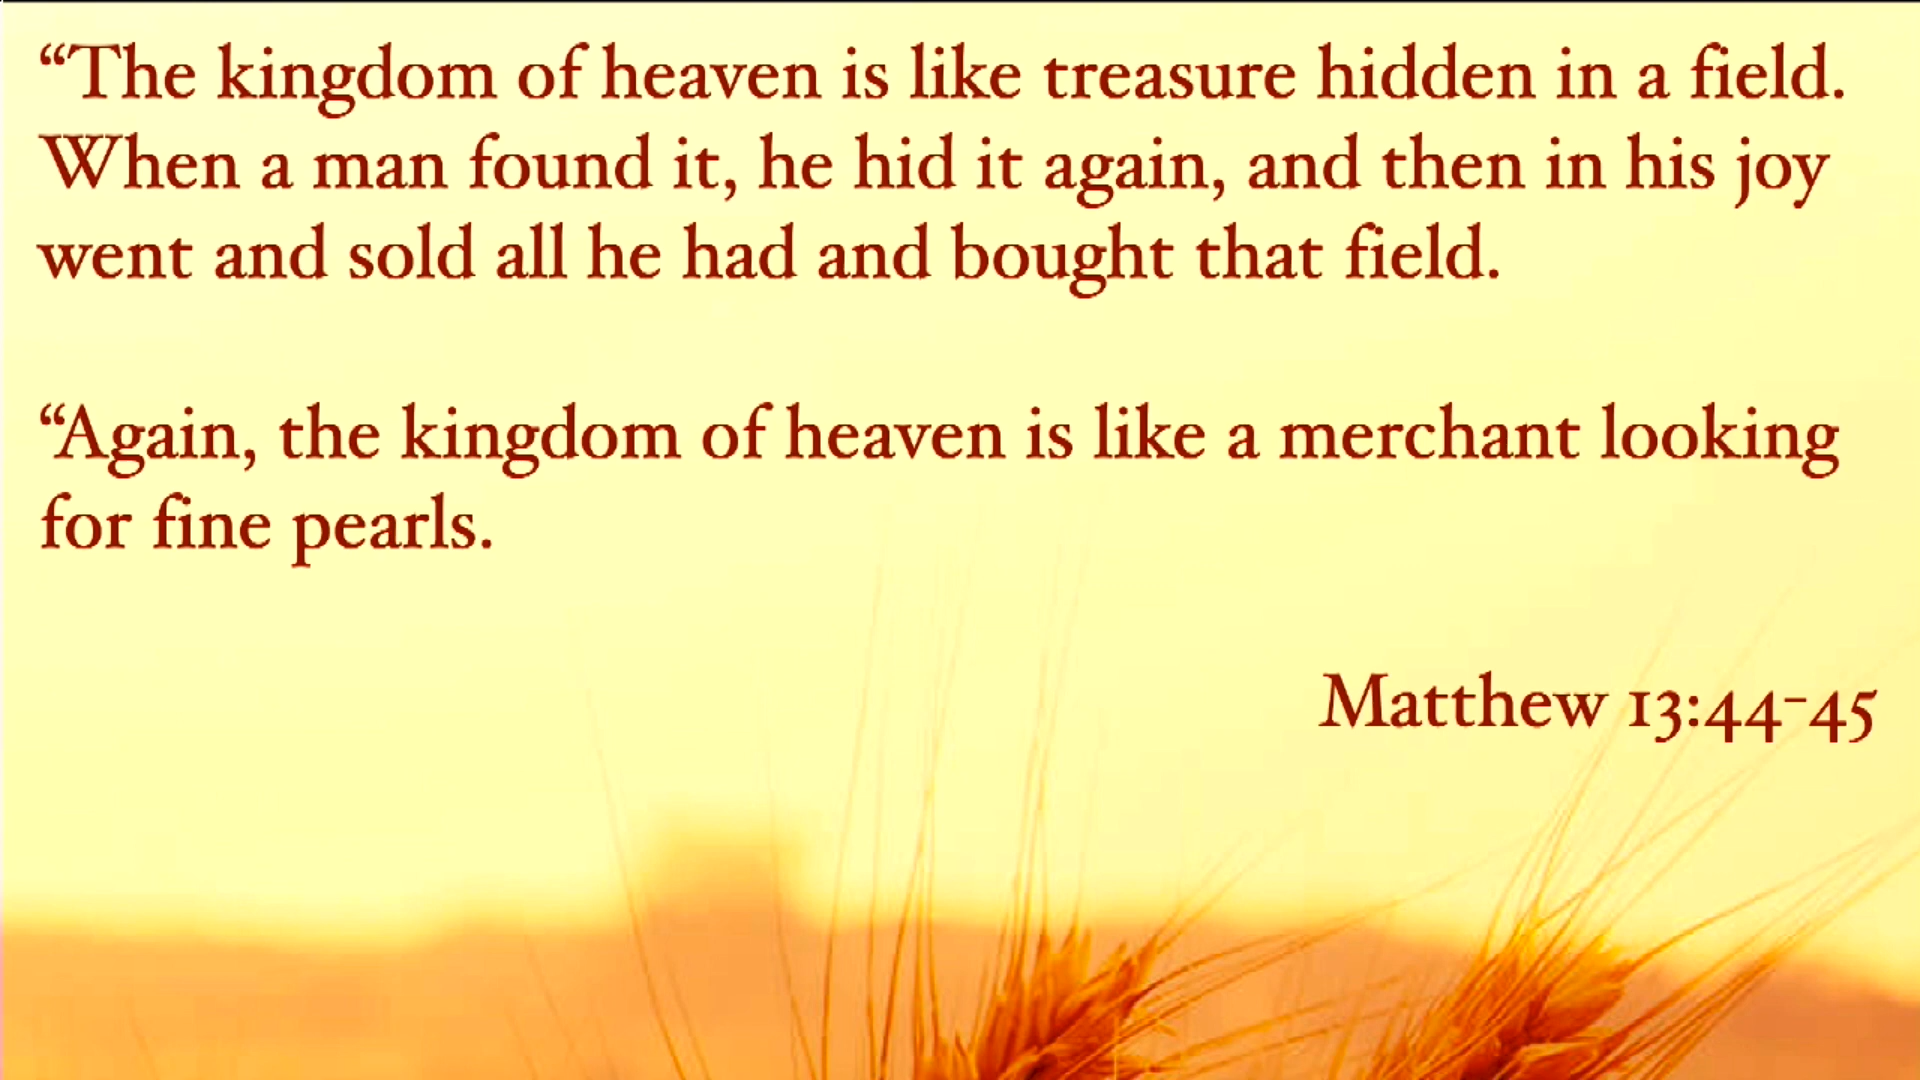 “The kingdom of heaven is like treasure hidden in a field.
When a man found it, he hid it again, and then in his joy
went and sold all he had and bought that field.
“Again, the kingdom of heaven is like a merchant looking
for fine pearls.
Matthew 13:44-45